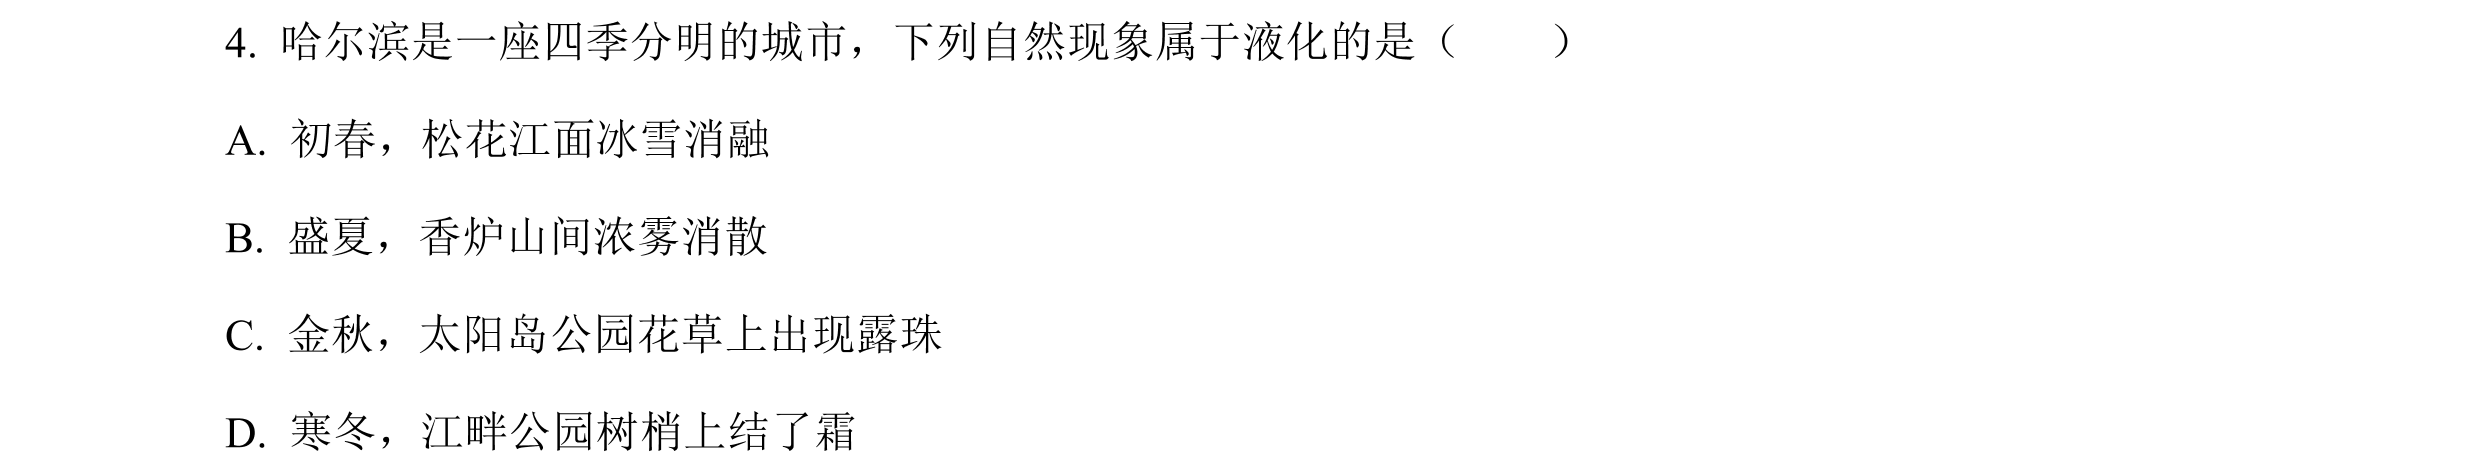 4. 哈尔滨是一座四季分明的城市，下列自然现象属于液化的是（　　）
A. 初春，松花江面冰雪消融
B. 盛夏，香炉山间浓雾消散
C. 金秋，太阳岛公园花草上出现露珠
D. 寒冬，江畔公园树梢上结了霜